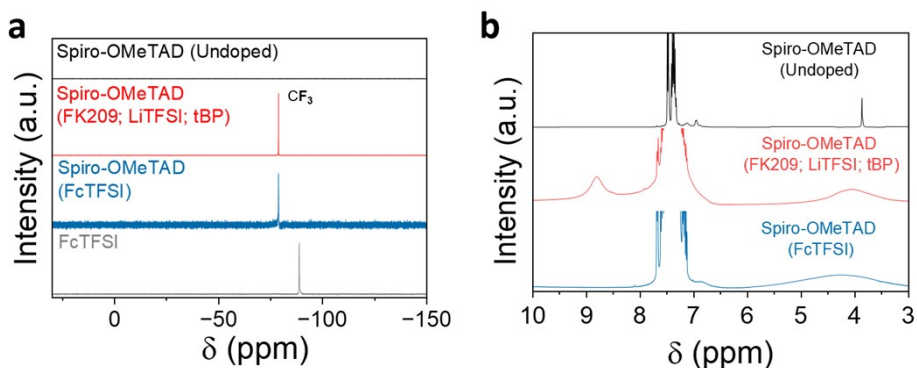 a
Spiro-OMeTAD (Undoped)
Spiro-OMeTAD
(FK209; LiTFSI; tBP)
CF3
Spiro-OMeTAD
(FcTFSI)
FcTFSI
Intensity (a.u.)
0
−50
−100
−150
δ (ppm)
b
Spiro-OMeTAD
(Undoped)
Spiro-OMeTAD
(FK209; LiTFSI; tBP)
Spiro-OMeTAD
(FcTFSI)
Intensity (a.u.)
10
9
8
7
6
5
4
3
δ (ppm)